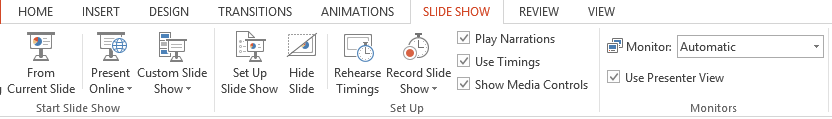 HOME INSERT DESIGN TRANSITIONS ANIMATIONS SLIDE SHOW REVIEW VIEW
From
Current Slide
Present
Online
Custom Slide
Show
Start Slide Show
Set Up
Slide Show
Hide
Slide
Rehearse
Timings
Record Slide
Show
Play Narrations
Use Timings
Show Media Controls
Set Up
Monitor: Automatic
Use Presenter View
Monitors